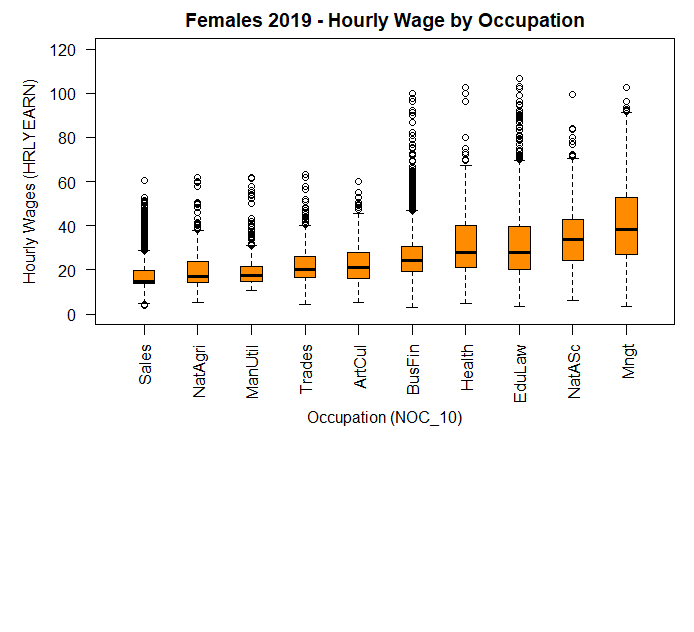 Females 2019 - Hourly Wage by Occupation
Hourly Wages (HRLYEARN)
120
100
80
60
40
20
0
Sales
NatAgri
ManUtil
Trades
ArtCul
BusFin
Health
EduLaw
NatASc
Mngt
Occupation (NOC_10)